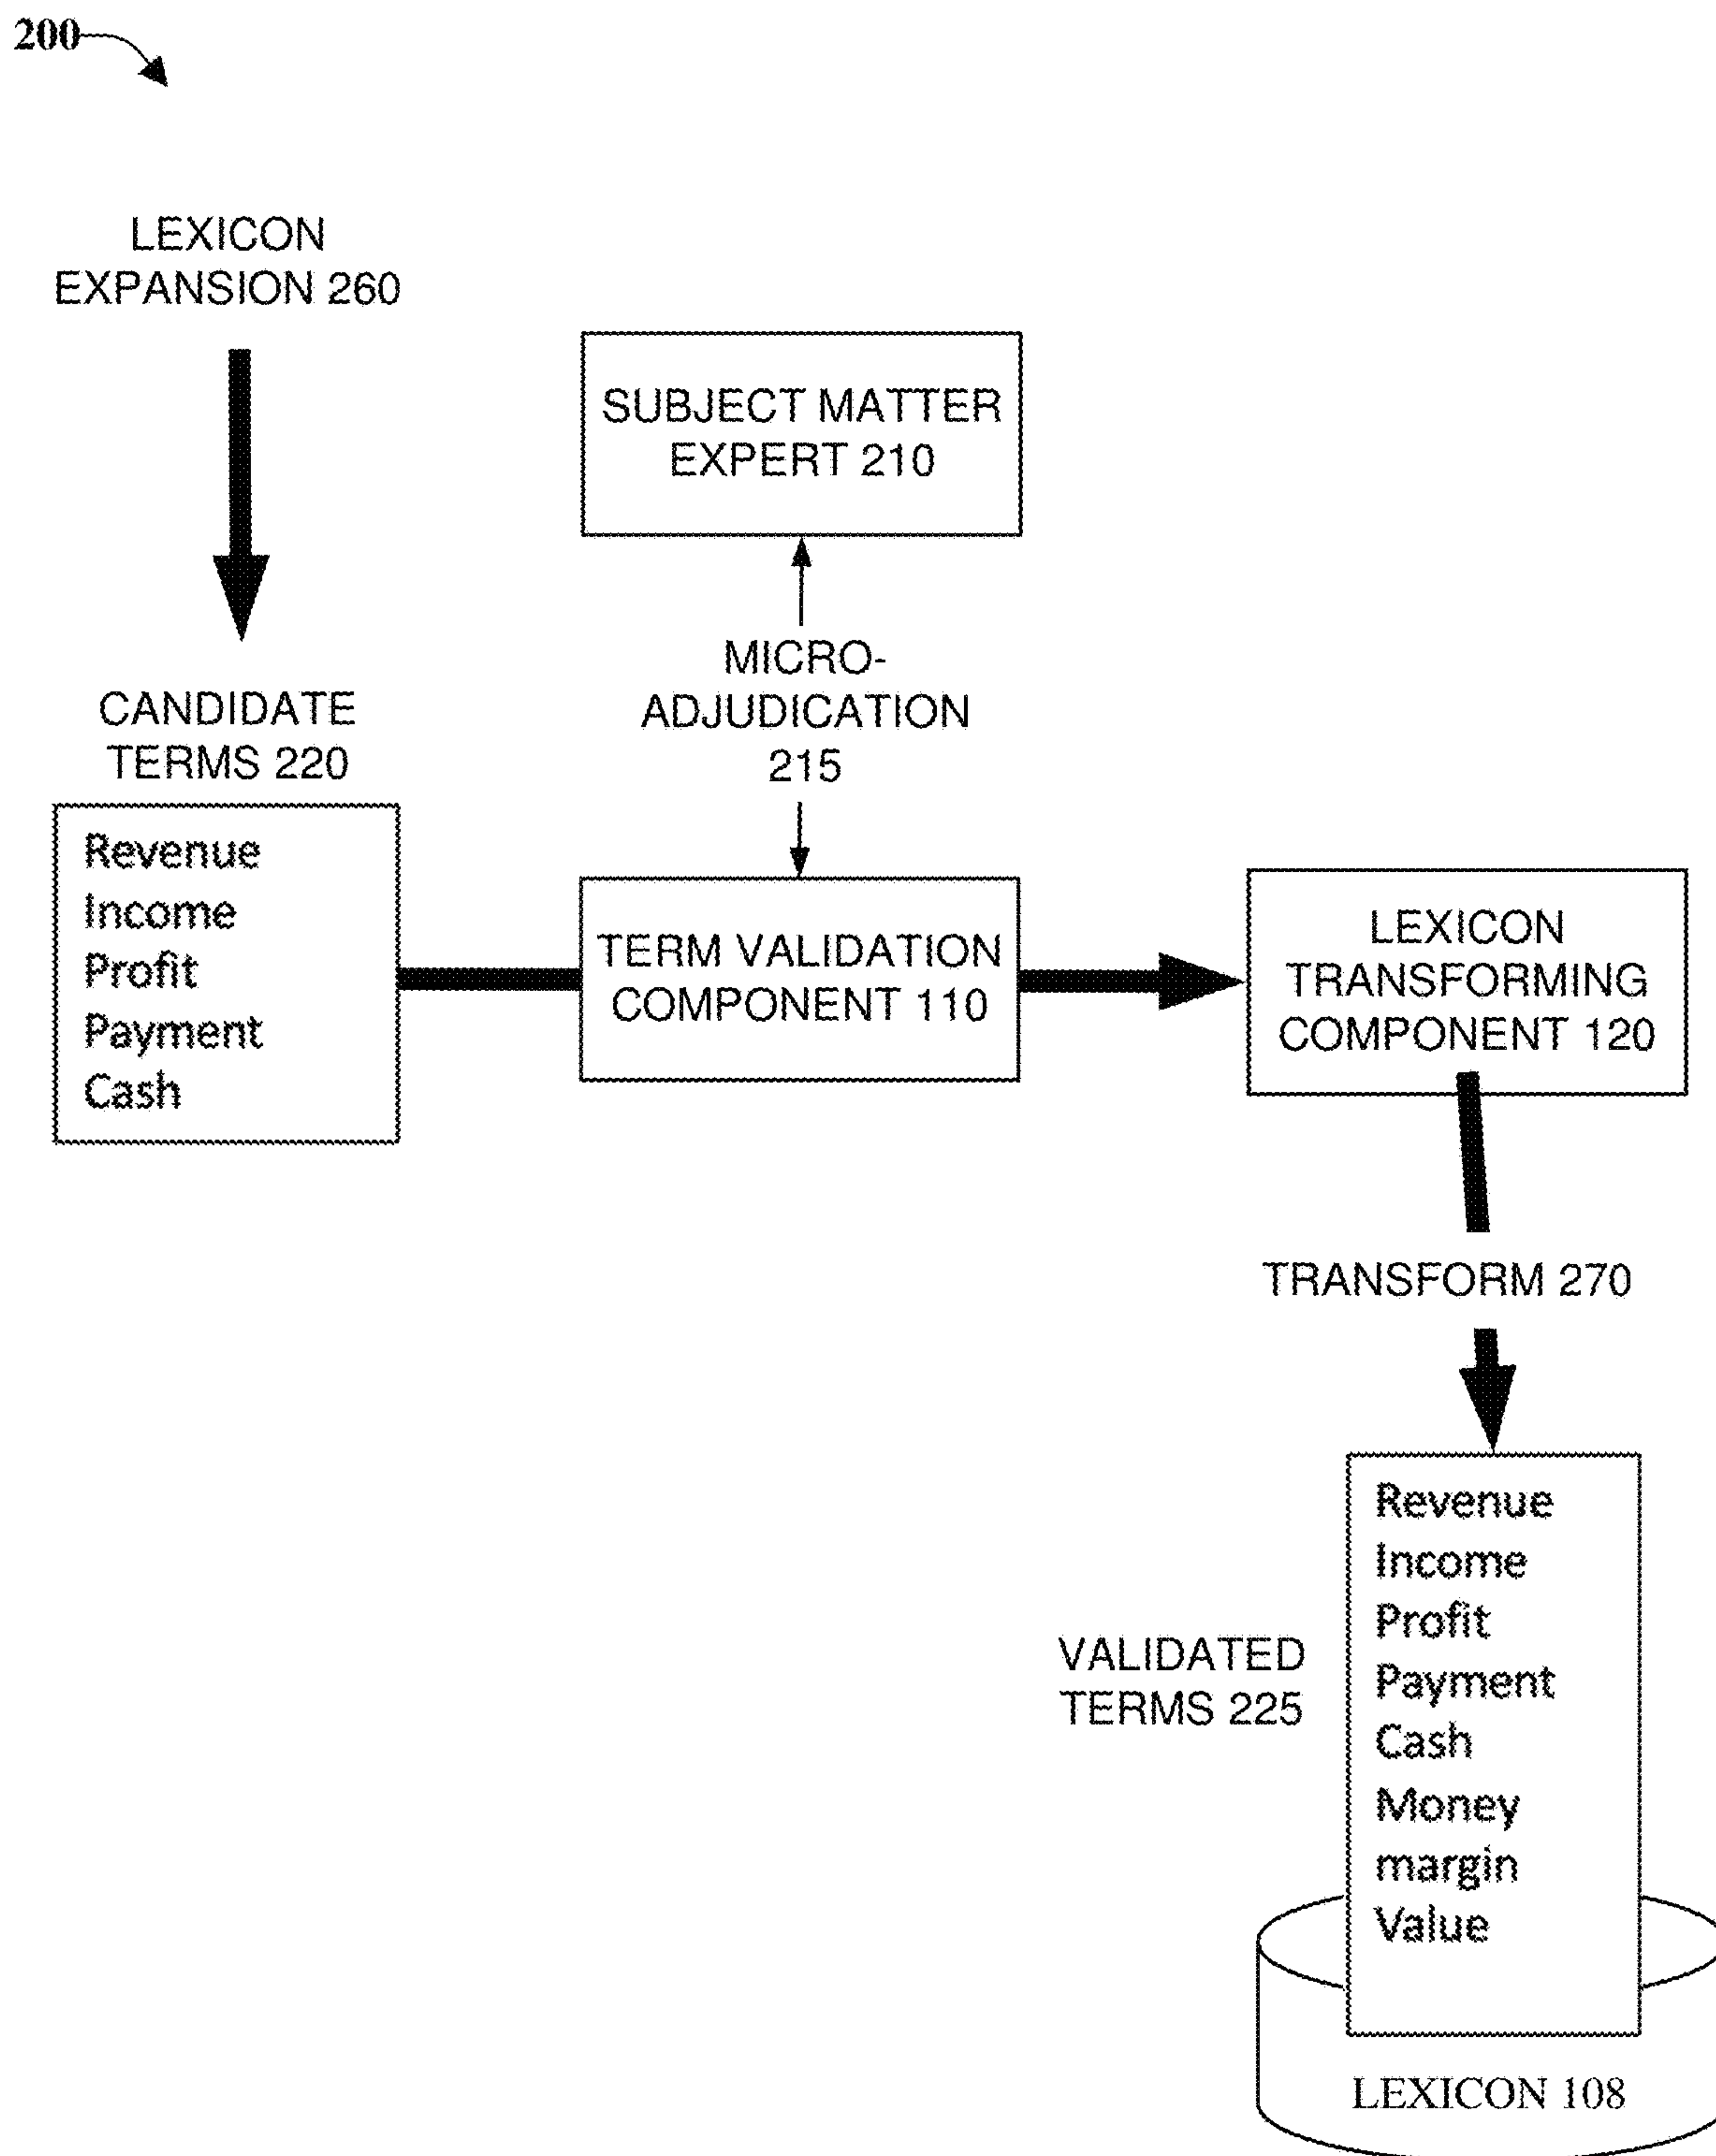 200
LEXICON
EXPANSION 260
SUBJECT MATTER
EXPERT 210
MICRO-
ADJUDICATION
215
CANDIDATE
TERMS 220
Revenue
Income
Profit
Payment
Cash
TERM VALIDATION
COMPONENT 110
LEXICON
TRANSFORMING
COMPONENT 120
TRANSFORM 270
VALIDATED
TERMS 225
Revenue
Income
Profit
Payment
Cash
Money
margin
Value
LEXICON 108